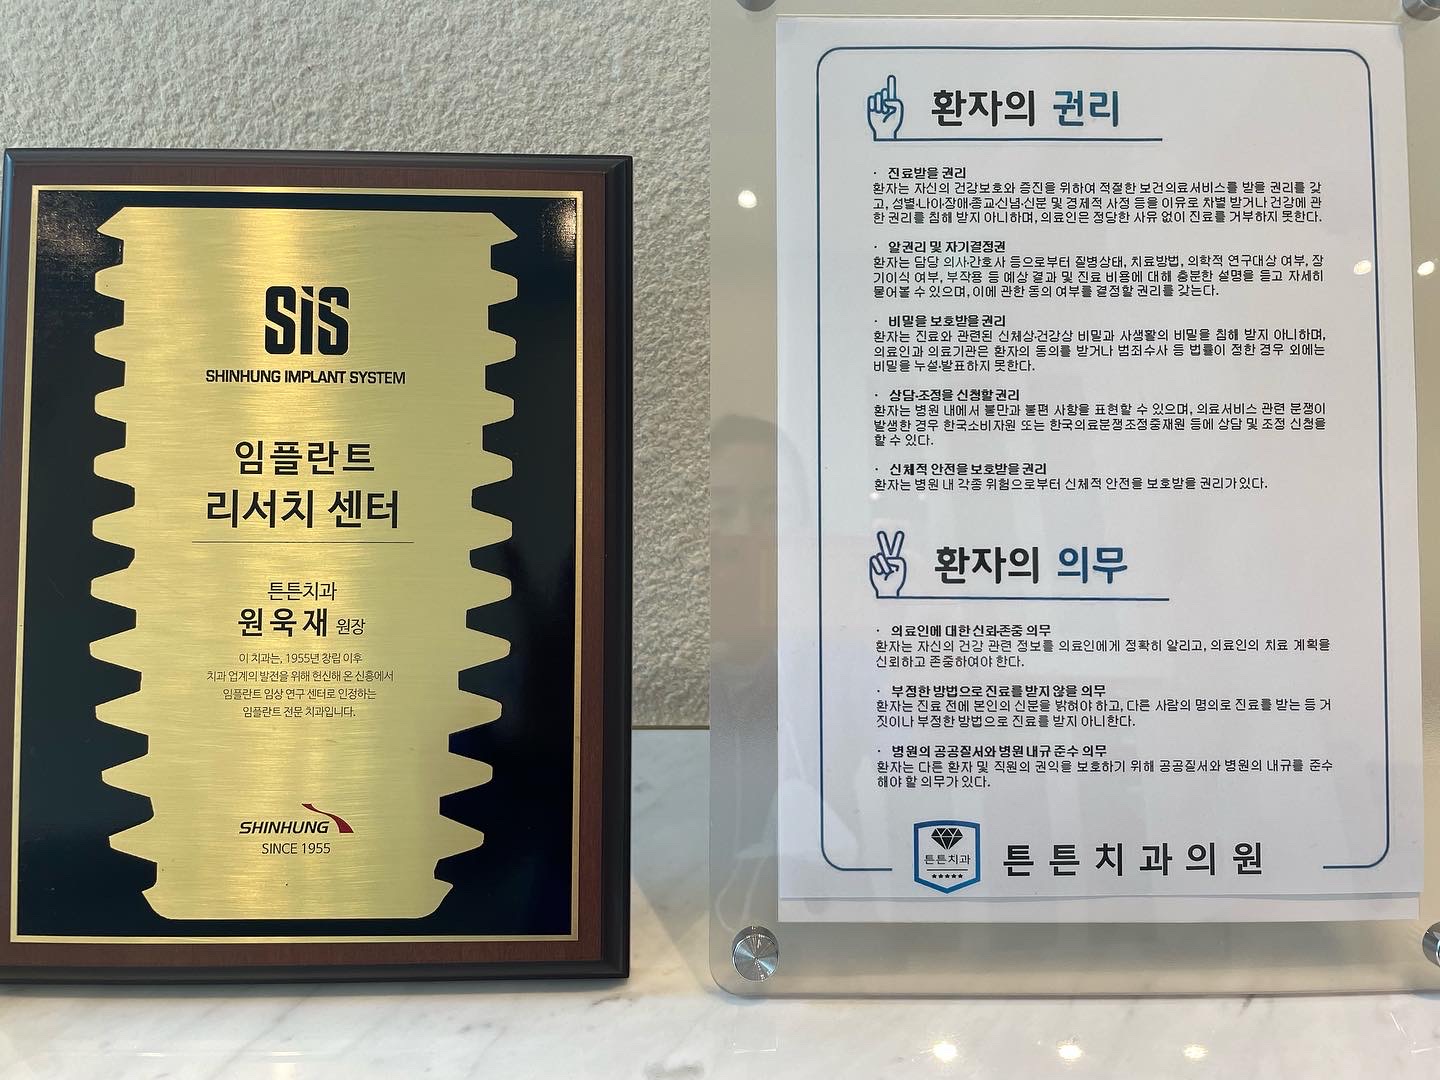 SiS
SHINHUNG IMPLANT SYSTEM
임플란트
리서치 센터
튼튼치과
원욱재 원장
이 치과는, 1955년 창립 이후
치과 업계의 발전을 위해 헌신해 온 신흥에서
임플란트 임상 연구 센터로 인정하는
임플란트 전문 치과입니다.
SHINHUNG
SINCE 1955
환자의 권리
· 진료받을 권리
환자는 자신의 건강보호와 증진을 위하여 적절한 보건의료서비스를 받을 권리를 갖
고, 성별·나이·장애·종교·신념·신분 및 경제적 사정 등을 이유로 차별 받거나 건강에 관
한 권리를 침해 받지 아니하며, 의료인은 정당한 사유 없이 진료를 거부하지 못한다.
· 알권리 및 자기결정권
환자는 담당 의사·간호사 등으로부터 질병상태, 치료방법, 의학적 연구대상 여부, 장
기이식 여부, 부작용 등 예상 결과 및 진료 비용에 대해 충분한 설명을 듣고 자세히
물어볼 수 있으며, 이에 관한 동의 여부를 결정할 권리를 갖는다.
· 비밀을 보호받을 권리
환자는 진료와 관련된 신체상·건강상 비밀과 사생활의 비밀을 침해 받지 아니하며,
의료인과 의료기관은 환자의 동의를 받거나 범죄수사 등 법률이 정한 경우 외에는
비밀을 누설·발표하지 못한다.
· 상담·조정을 신청할 권리
환자는 병원 내에서 불만과 불편 사항을 표현할 수 있으며, 의료서비스 관련 분쟁이
발생한 경우 한국소비자원 또는 한국의료분쟁조정중재원 등에 상담 및 조정 신청을
할 수 있다.
· 신체적 안전을 보호받을 권리
환자는 병원 내 각종 위험으로부터 신체적 안전을 보호받을 권리가 있다.
환자의 의무
· 의료인에 대한 신뢰·존중 의무
환자는 자신의 건강 관련 정보를 의료인에게 정확히 알리고, 의료인의 치료 계획을
신뢰하고 존중하여야 한다.
· 부정한 방법으로 진료를 받지 않을 의무
환자는 진료 전에 본인의 신분을 밝혀야 하고, 다른 사람의 명의로 진료를 받는 등 거
짓이나 부정한 방법으로 진료를 받지 아니한다.
· 병원의 공공질서와 병원 내규 준수 의무
환자는 다른 환자 및 직원의 권익을 보호하기 위해 공공질서와 병원의 내규를 준수
해야 할 의무가 있다.
튼튼치과
튼튼치과의원